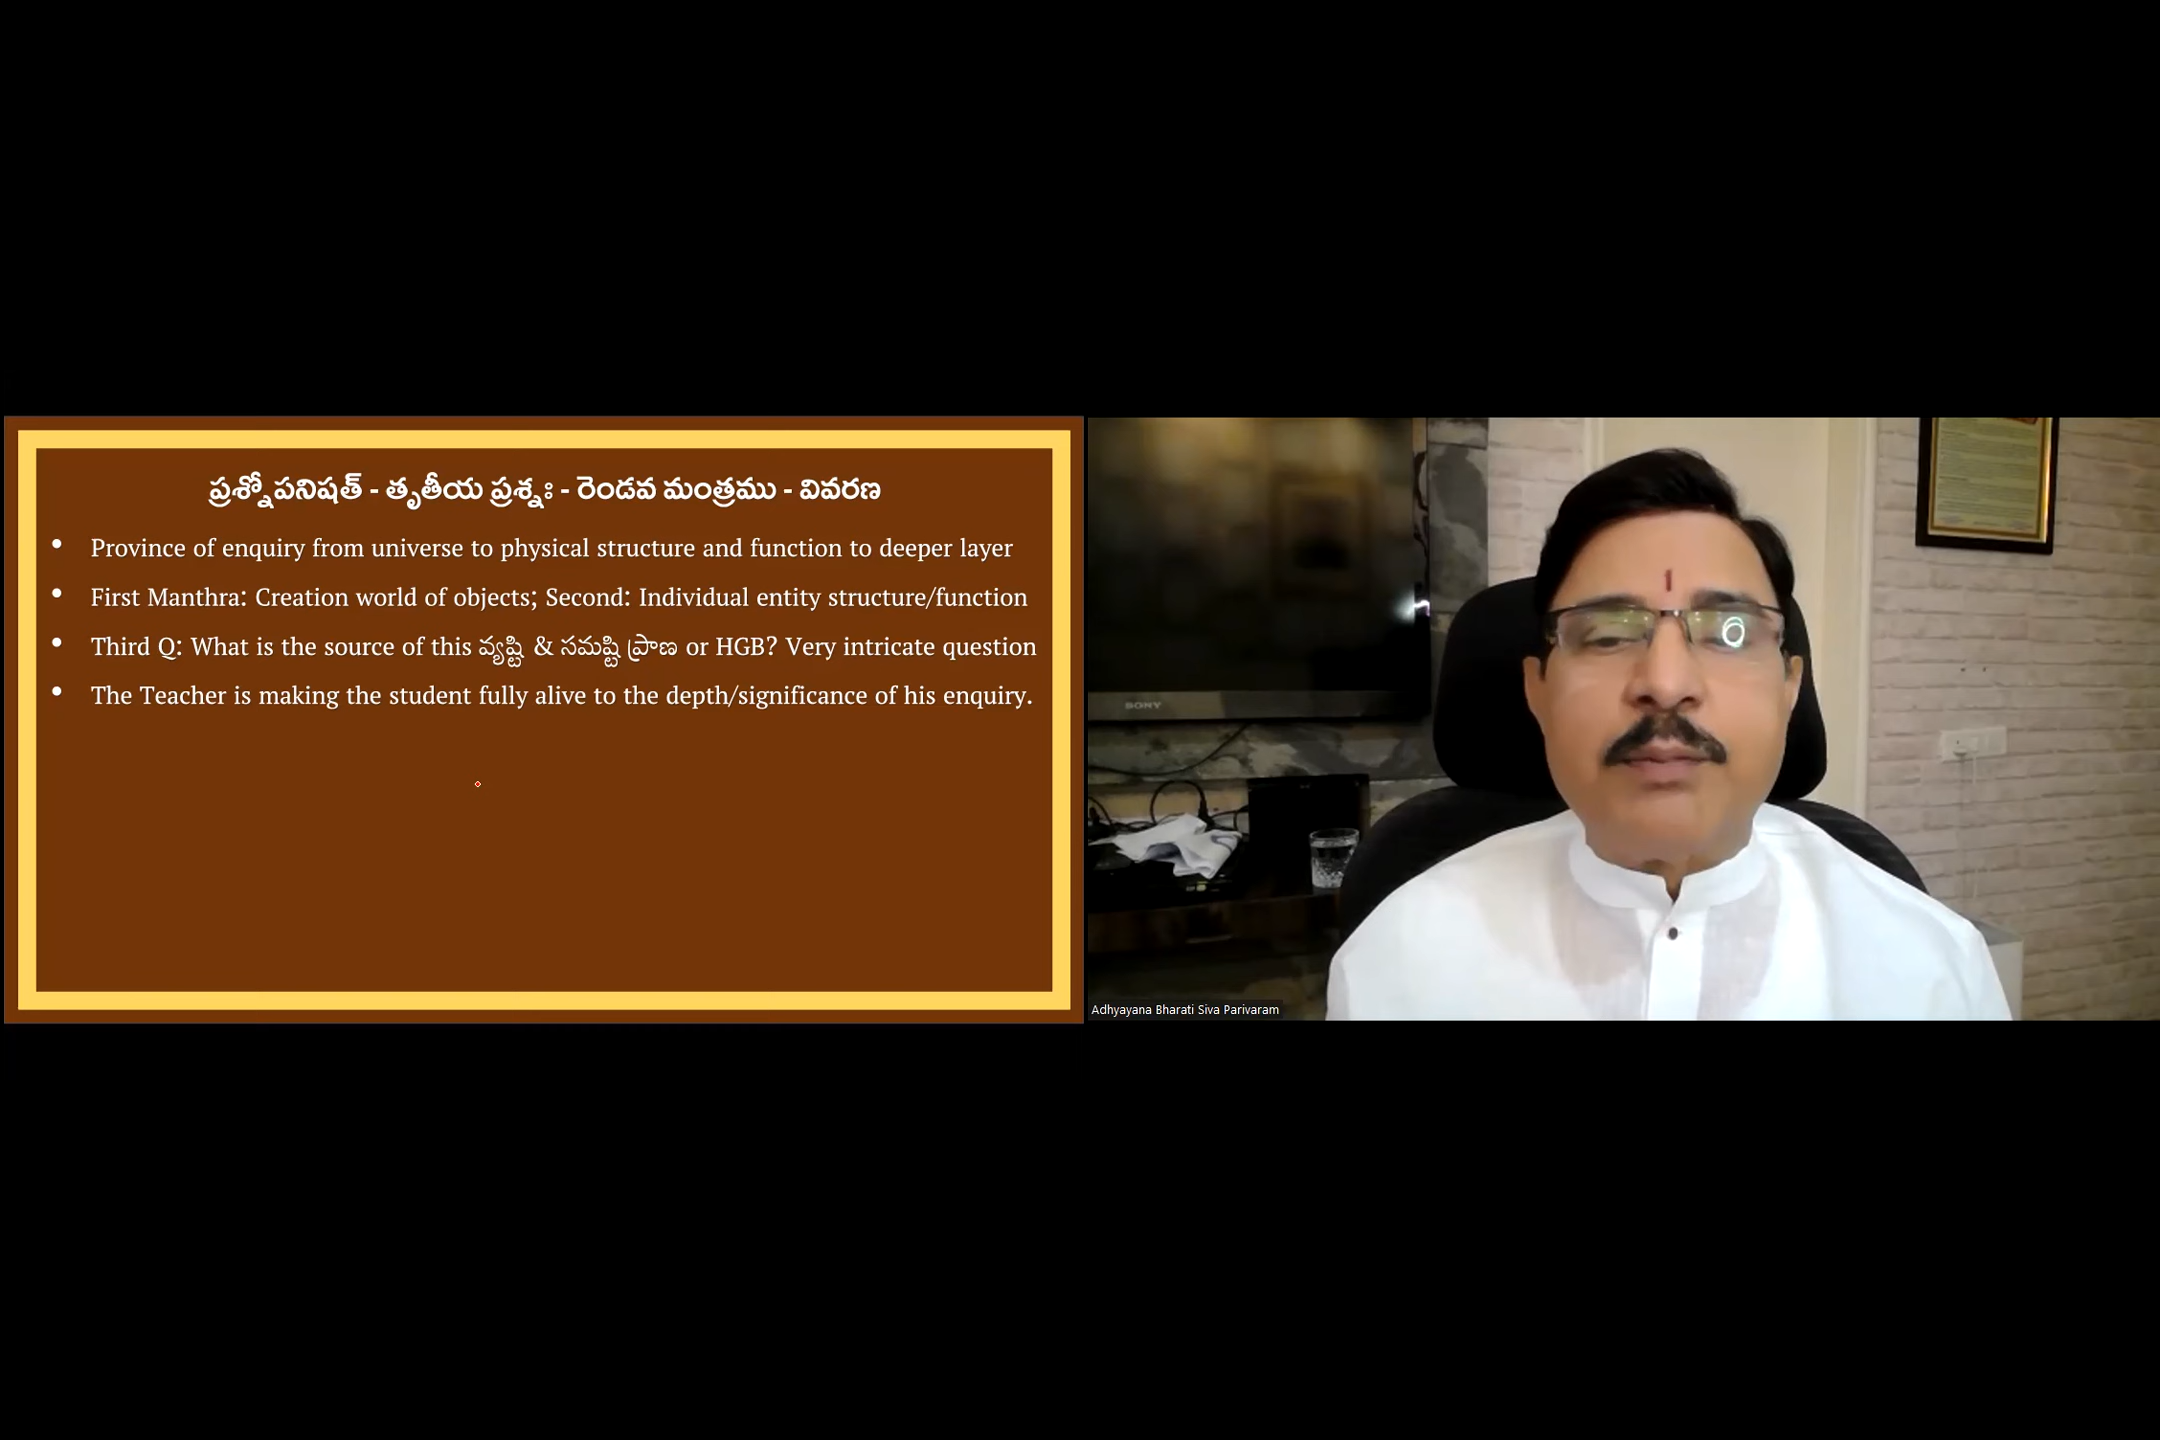 ప్రశ్నోపనిషత్ - తృతీయ ప్రశ్నః - రెండవ మంత్రము - వివరణ
• Province of enquiry from universe to physical structure and function to deeper layer
• First Manthra: Creation world of objects; Second: Individual entity structure/function
• Third Q: What is the source of this వ్యష్టి & సమష్టి ప్రాణ or HGB? Very intricate question
• The Teacher is making the student fully alive to the depth/significance of his enquiry.
SONY
Adhyayana Bharati Siva Parivaram